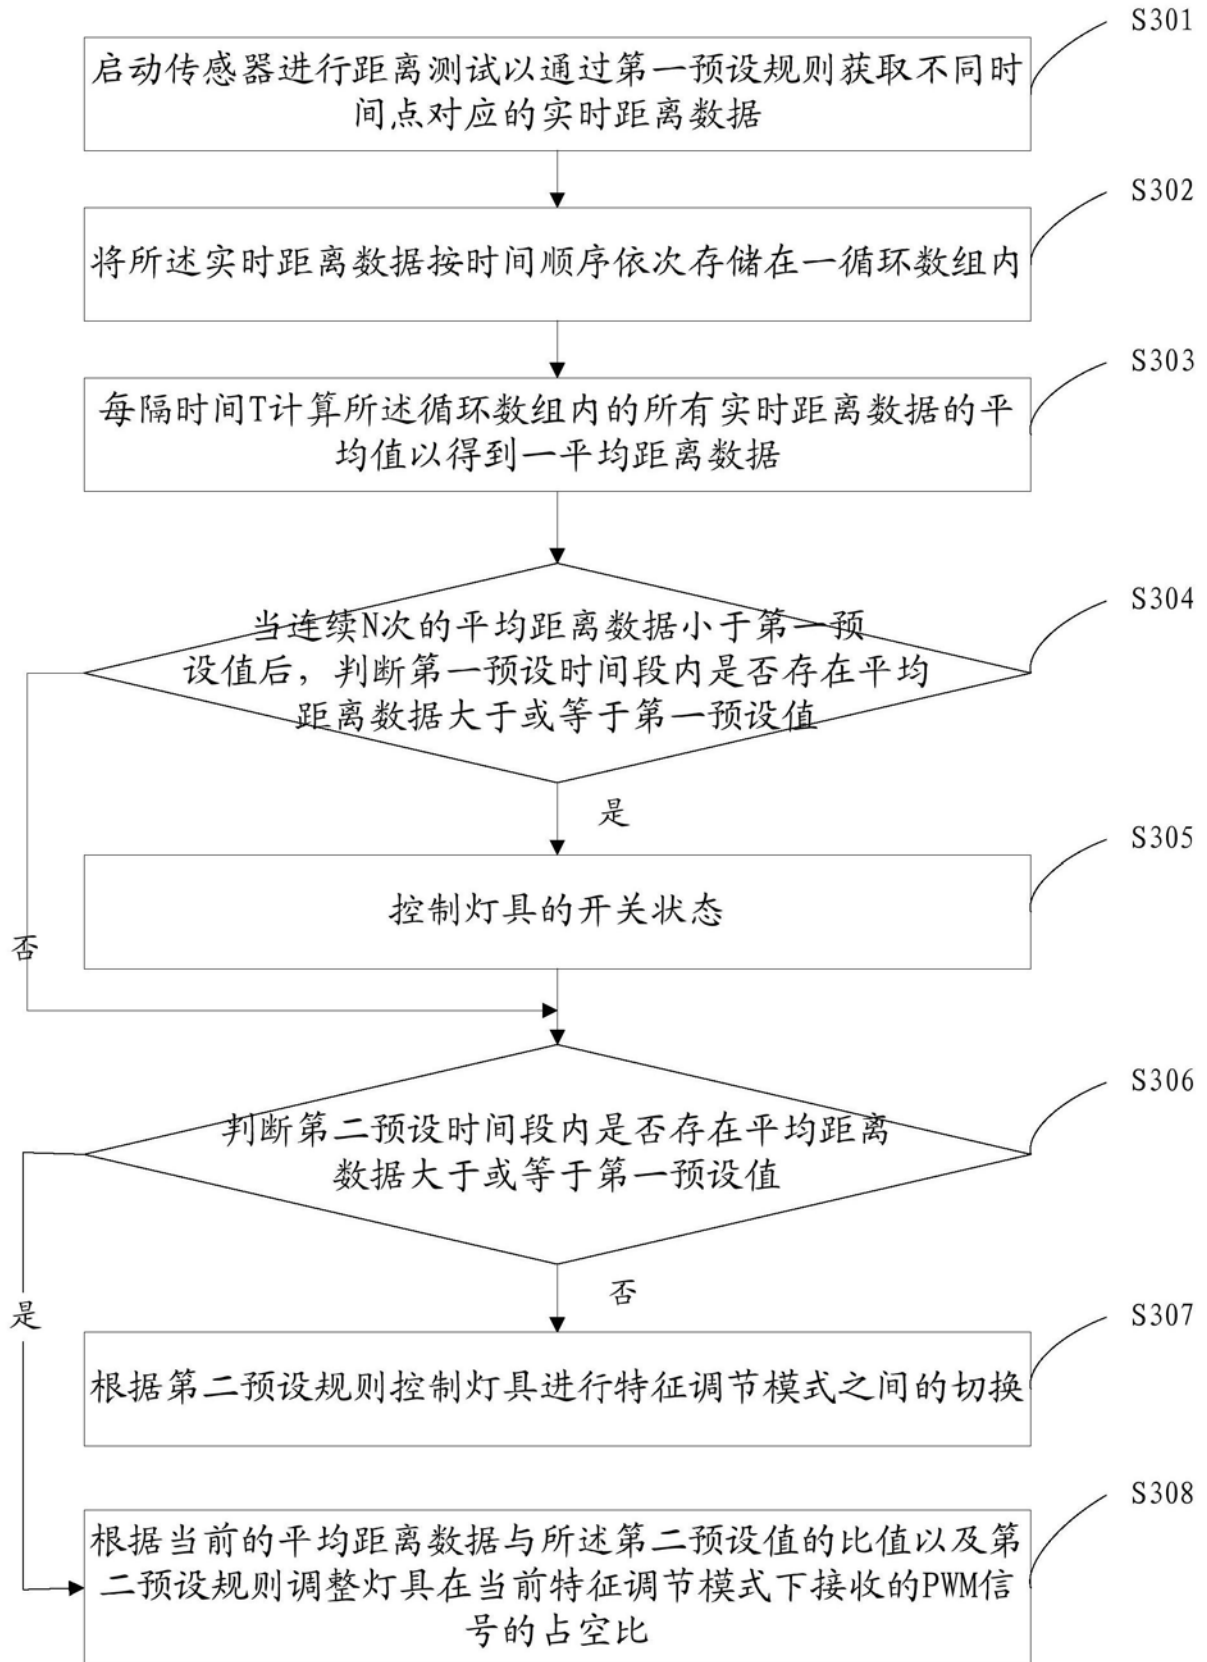 S301
启动传感器进行距离测试以通过第一预设规则获取不同时
间点对应的实时距离数据
S302
将所述实时距离数据按时间顺序依次存储在一循环数组内
S303
每隔时间T计算所述循环数组内的所有实时距离数据的平
均值以得到一平均距离数据
S304
当连续N次的平均距离数据小于第一预
设值后，判断第一预设时间段内是否存在平均
距离数据大于或等于第一预设值
是
S305
控制灯具的开关状态
否
S306
判断第二预设时间段内是否存在平均距离
数据大于或等于第一预设值
否
是
S307
根据第二预设规则控制灯具进行特征调节模式之间的切换
S308
根据当前的平均距离数据与所述第二预设值的比值以及第
二预设规则调整灯具在当前特征调节模式下接收的PWM信
号的占空比